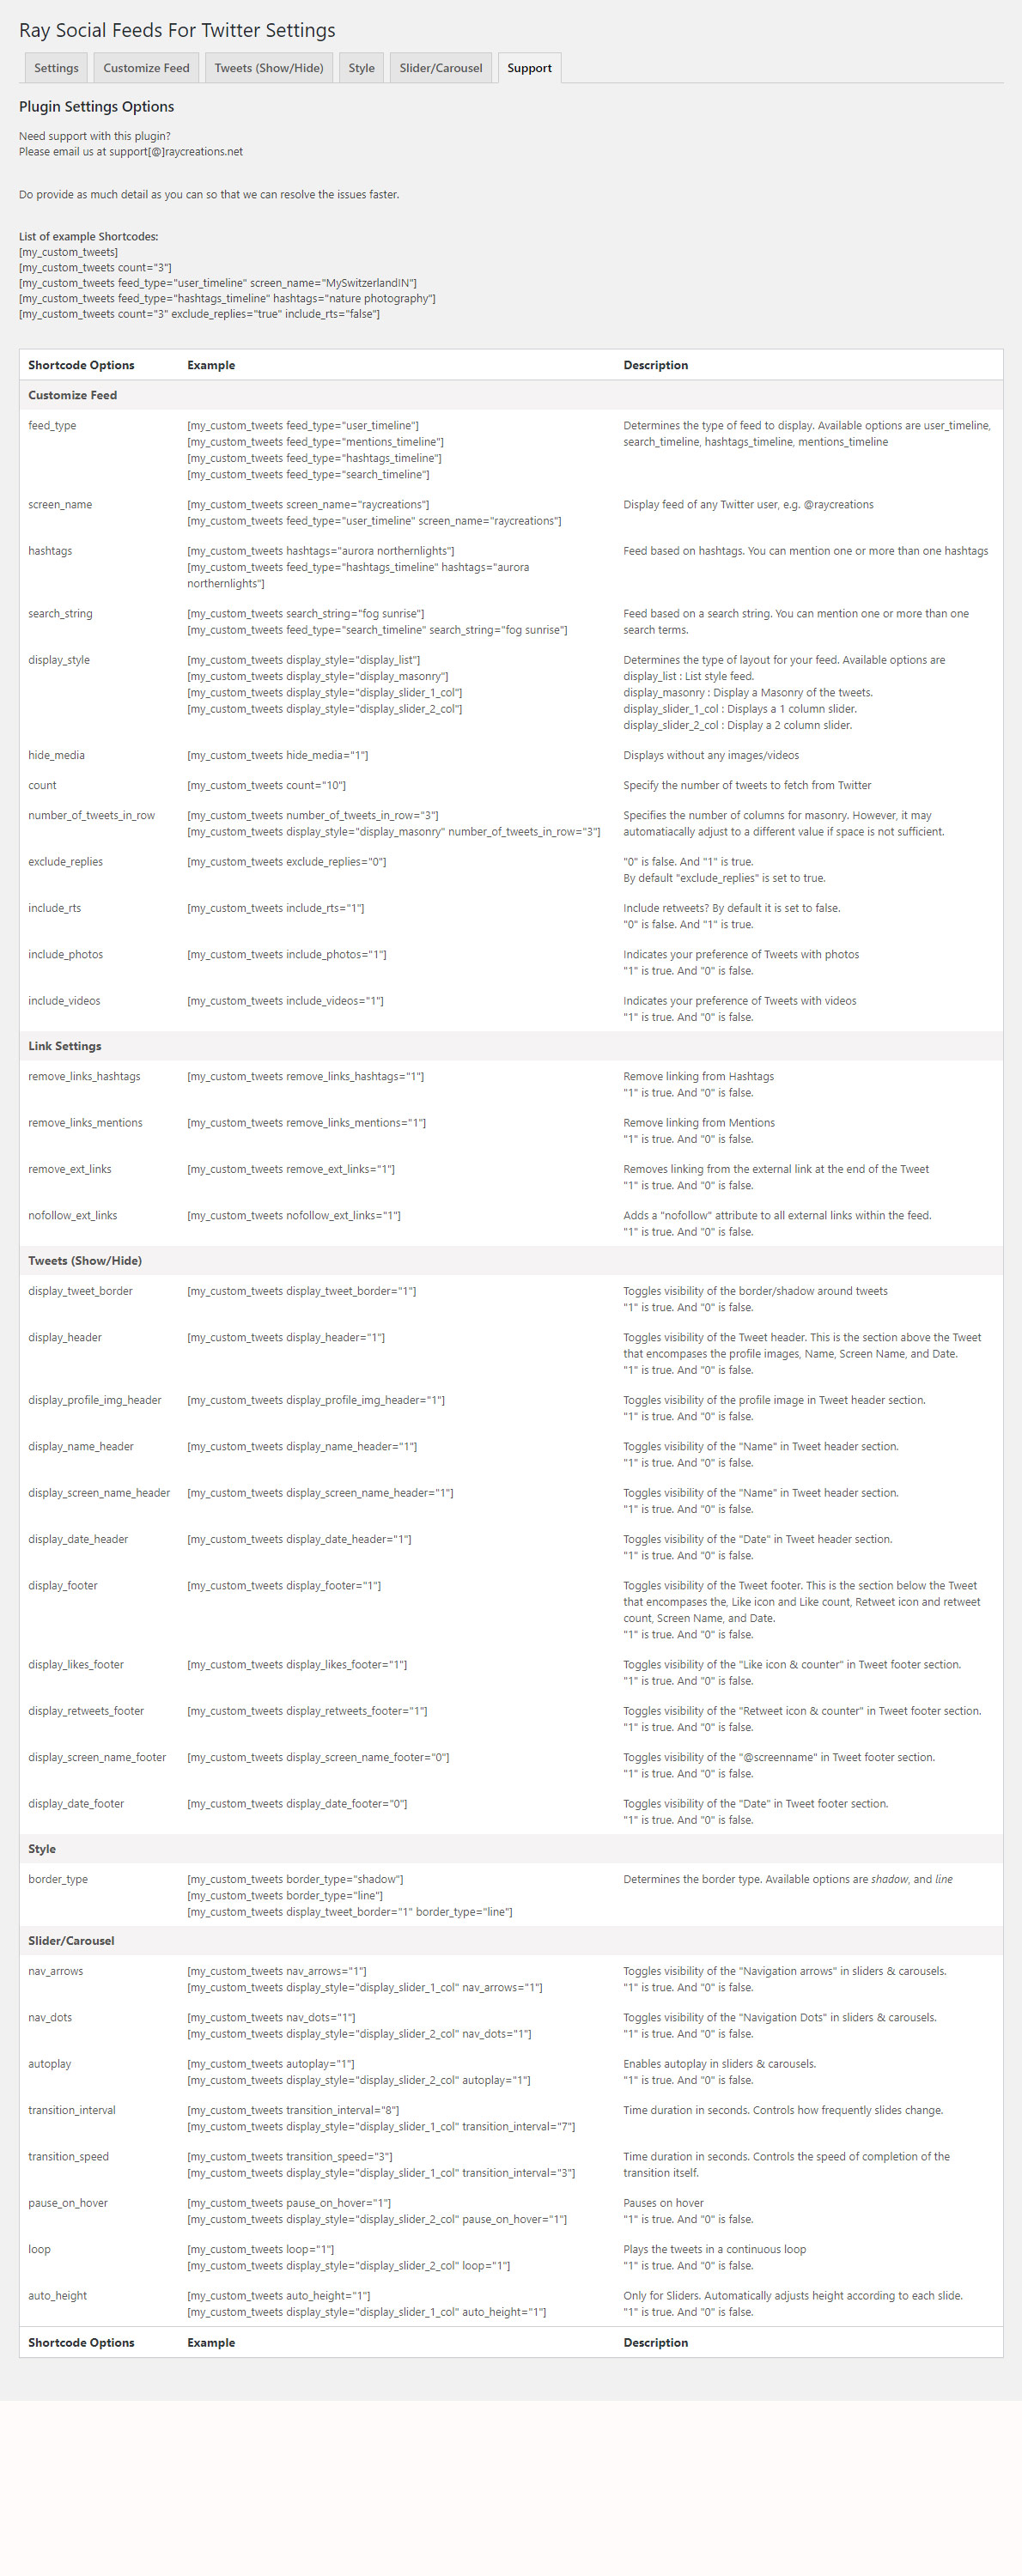 Ray Social Feeds For Twitter Settings
Settings Customize Feed Tweets (Show/Hide) Style Slider/Carousel Support
Plugin Settings Options
Need support with this plugin?
Please email us at support[@]raycreations.net
Do provide as much detail as you can so that we can resolve the issues faster.
List of example Shortcodes:
[my_custom_tweets]
[my_custom_tweets count="3"]
[my_custom_tweets feed_type="user_timeline" screen_name="MySwitzerlandIN"]
[my_custom_tweets feed_type="hashtags_timeline" hashtags="nature photography"]
[my_custom_tweets count="3" exclude_replies="true" include_rts="false"]
Shortcode Options Example Description
Customize Feed
feed_type [my_custom_tweets feed_type="user_timeline"] Determines the type of feed to display. Available options are user_timeline,
[my_custom_tweets feed_type="mentions_timeline"] search_timeline, hashtags_timeline, mentions_timeline
[my_custom_tweets feed_type="hashtags_timeline"]
[my_custom_tweets feed_type="search_timeline"]
screen_name [my_custom_tweets screen_name="raycreations"] Display feed of any Twitter user, e.g. @raycreations
[my_custom_tweets feed_type="user_timeline" screen_name="raycreations"]
hashtags [my_custom_tweets hashtags="aurora northernlights"] Feed based on hashtags. You can mention one or more than one hashtags
[my_custom_tweets feed_type="hashtags_timeline" hashtags="aurora
northernlights"]
search_string [my_custom_tweets search_string="fog sunrise"] Feed based on a search string. You can mention one or more than one
[my_custom_tweets feed_type="search_timeline" search_string="fog sunrise"] search terms.
display_style [my_custom_tweets display_style="display_list"] Determines the type of layout for your feed. Available options are
[my_custom_tweets display_style="display_masonry"] display_list : List style feed.
[my_custom_tweets display_style="display_slider_1_col"] display_masonry : Display a Masonry of the tweets.
[my_custom_tweets display_style="display_slider_2_col"] display_slider_1_col : Displays a 1 column slider.
display_slider_2_col : Display a 2 column slider.
hide_media [my_custom_tweets hide_media="1"] Displays without any images/videos
count [my_custom_tweets count="10"] Specify the number of tweets to fetch from Twitter
number_of_tweets_in_row [my_custom_tweets number_of_tweets_in_row="3"] Specifies the number of columns for masonry. However, it may
[my_custom_tweets display_style="display_masonry" number_of_tweets_in_row="3"] automatiacally adjust to a different value if space is not sufficient.
exclude_replies [my_custom_tweets exclude_replies="0"] "0" is false. And "1" is true.
By default "exclude_replies" is set to true.
include_rts [my_custom_tweets include_rts="1"] Include retweets? By default it is set to false.
"0" is false. And "1" is true.
include_photos [my_custom_tweets include_photos="1"] Indicates your preference of Tweets with photos
"1" is true. And "0" is false.
include_videos [my_custom_tweets include_videos="1"] Indicates your preference of Tweets with videos
"1" is true. And "0" is false.
Link Settings
remove_links_hashtags [my_custom_tweets remove_links_hashtags="1"] Remove linking from Hashtags
"1" is true. And "0" is false.
remove_links_mentions [my_custom_tweets remove_links_mentions="1"] Remove linking from Mentions
"1" is true. And "0" is false.
remove_ext_links [my_custom_tweets remove_ext_links="1"] Removes linking from the external link at the end of the Tweet
"1" is true. And "0" is false.
nofollow_ext_links [my_custom_tweets nofollow_ext_links="1"] Adds a "nofollow" attribute to all external links within the feed.
"1" is true. And "0" is false.
Tweets (Show/Hide)
display_tweet_border [my_custom_tweets display_tweet_border="1"] Toggles visibility of the border/shadow around tweets
"1" is true. And "0" is false.
display_header [my_custom_tweets display_header="1"] Toggles visibility of the Tweet header. This is the section above the Tweet
that encompases the profile images, Name, Screen Name, and Date.
"1" is true. And "0" is false.
display_profile_img_header [my_custom_tweets display_profile_img_header="1"] Toggles visibility of the profile image in Tweet header section.
"1" is true. And "0" is false.
display_name_header [my_custom_tweets display_name_header="1"] Toggles visibility of the "Name" in Tweet header section.
"1" is true. And "0" is false.
display_screen_name_header [my_custom_tweets display_screen_name_header="1"] Toggles visibility of the "Name" in Tweet header section.
"1" is true. And "0" is false.
display_date_header [my_custom_tweets display_date_header="1"] Toggles visibility of the "Date" in Tweet header section.
"1" is true. And "0" is false.
display_footer [my_custom_tweets display_footer="1"] Toggles visibility of the Tweet footer. This is the section below the Tweet
that encompases the, Like icon and Like count, Retweet icon and retweet
count, Screen Name, and Date.
"1" is true. And "0" is false.
display_likes_footer [my_custom_tweets display_likes_footer="1"] Toggles visibility of the "Like icon & counter" in Tweet footer section.
"1" is true. And "0" is false.
display_retweets_footer [my_custom_tweets display_retweets_footer="1"] Toggles visibility of the "Retweet icon & counter" in Tweet footer section.
"1" is true. And "0" is false.
display_screen_name_footer [my_custom_tweets display_screen_name_footer="0"] Toggles visibility of the "@screenname" in Tweet footer section.
"1" is true. And "0" is false.
display_date_footer [my_custom_tweets display_date_footer="0"] Toggles visibility of the "Date" in Tweet footer section.
"1" is true. And "0" is false.
Style
border_type [my_custom_tweets border_type="shadow"] Determines the border type. Available options are shadow, and line
[my_custom_tweets border_type="line"]
[my_custom_tweets display_tweet_border="1" border_type="line"]
Slider/Carousel
nav_arrows [my_custom_tweets nav_arrows="1"] Toggles visibility of the "Navigation arrows" in sliders & carousels.
[my_custom_tweets display_style="display_slider_1_col" nav_arrows="1"] "1" is true. And "0" is false.
nav_dots [my_custom_tweets nav_dots="1"] Toggles visibility of the "Navigation Dots" in sliders & carousels.
[my_custom_tweets display_style="display_slider_2_col" nav_dots="1"] "1" is true. And "0" is false.
autoplay [my_custom_tweets autoplay="1"] Enables autoplay in sliders & carousels.
[my_custom_tweets display_style="display_slider_2_col" autoplay="1"] "1" is true. And "0" is false.
transition_interval [my_custom_tweets transition_interval="8"] Time duration in seconds. Controls how frequently slides change.
[my_custom_tweets display_style="display_slider_1_col" transition_interval="7"]
transition_speed [my_custom_tweets transition_speed="3"] Time duration in seconds. Controls the speed of completion of the
[my_custom_tweets display_style="display_slider_1_col" transition_interval="3"] transition itself.
pause_on_hover [my_custom_tweets pause_on_hover="1"] Pauses on hover
[my_custom_tweets display_style="display_slider_2_col" pause_on_hover="1"] "1" is true. And "0" is false.
loop [my_custom_tweets loop="1"] Plays the tweets in a continuous loop
[my_custom_tweets display_style="display_slider_2_col" loop="1"] "1" is true. And "0" is false.
auto_height [my_custom_tweets auto_height="1"] Only for Sliders. Automatically adjusts height according to each slide.
[my_custom_tweets display_style="display_slider_1_col" auto_height="1"] "1" is true. And "0" is false.
Shortcode Options Example Description